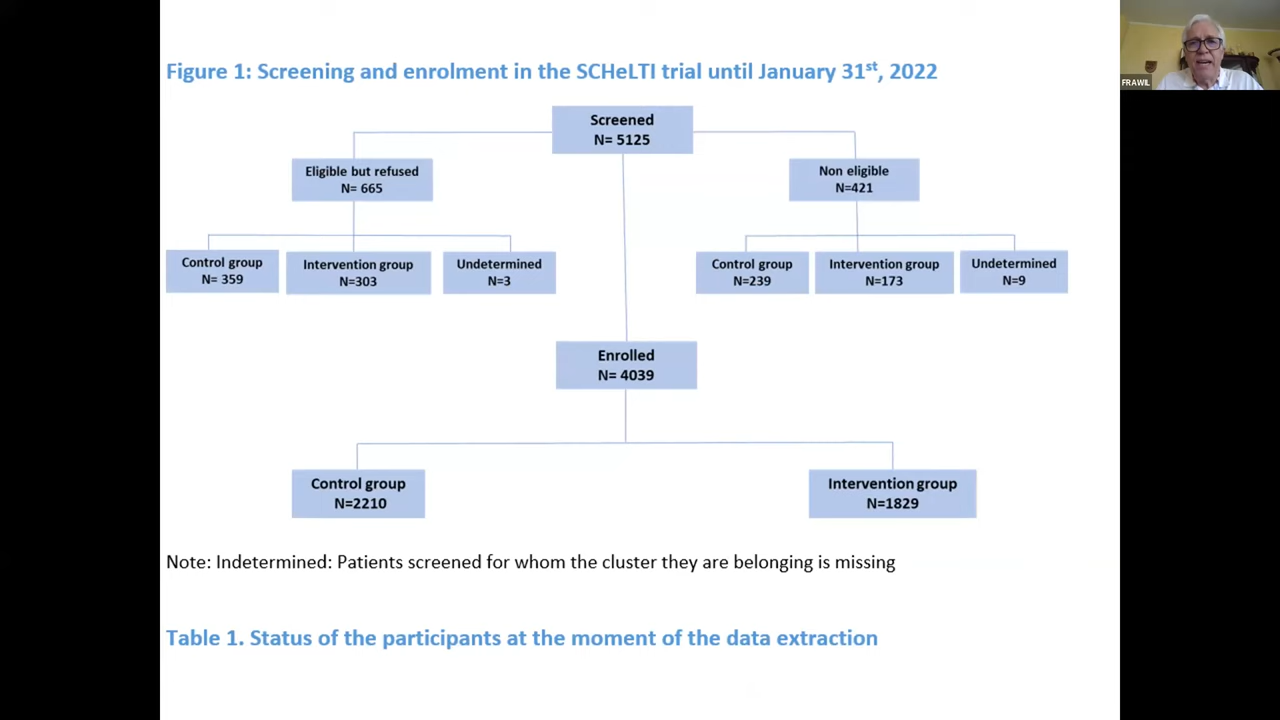 Figure 1: Screening and enrolment in the SCHeLTI trial until January 31st, 2022
FRAWIL
Screened
N= 5125
Eligible but refused
N= 665
Non eligible
N=421
Control group
N= 359
Intervention group
N=303
Undetermined
N=3
Control group
N=239
Intervention group
N=173
Undetermined
N=9
Enrolled
N= 4039
Control group
N=2210
Intervention group
N=1829
Note: Indetermined: Patients screened for whom the cluster they are belonging is missing
Table 1. Status of the participants at the moment of the data extraction